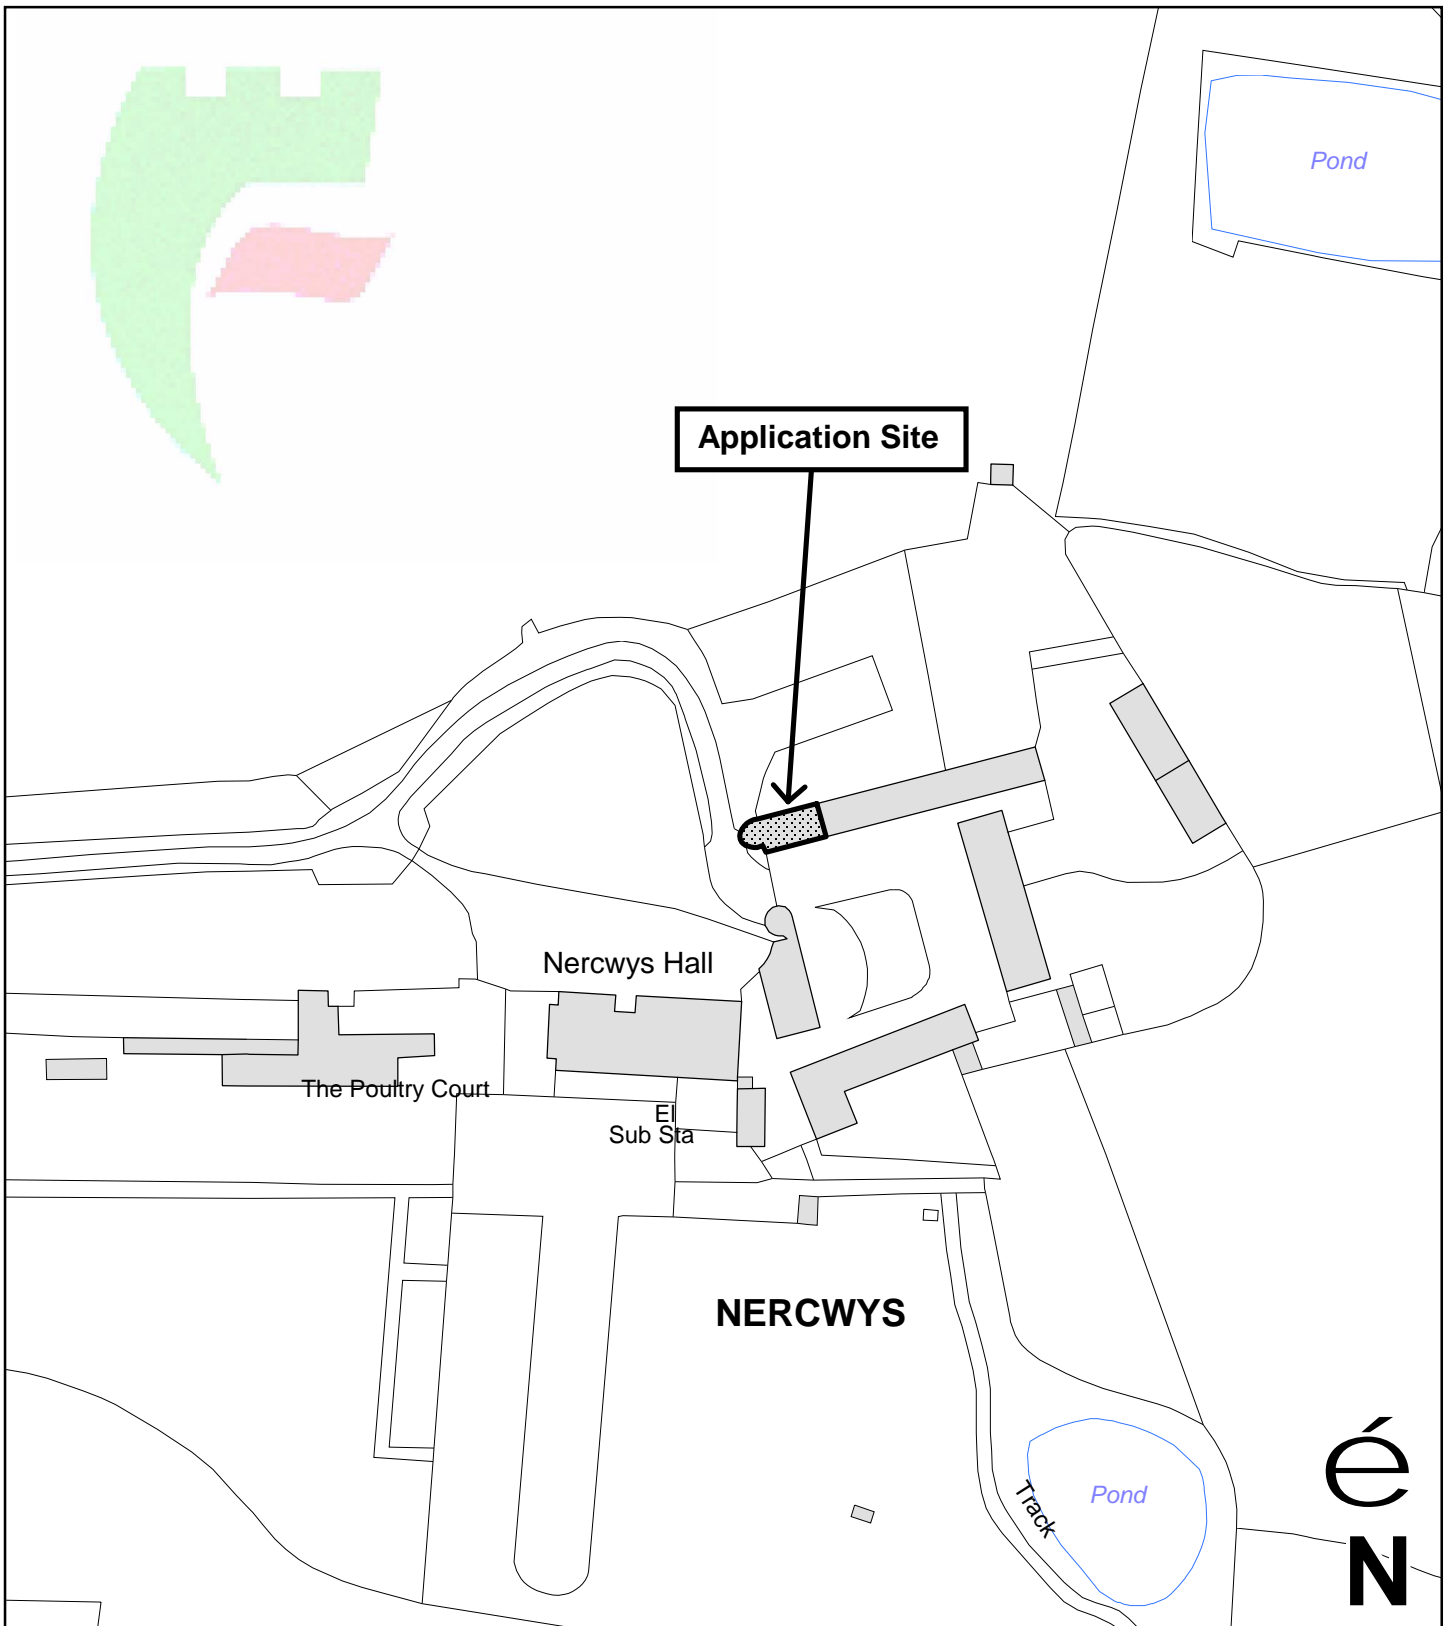 Pond
Application Site
Nercwys Hall
The Poultry Court
El
Sub Sta
NERCWYS
Track
Pond
é
N